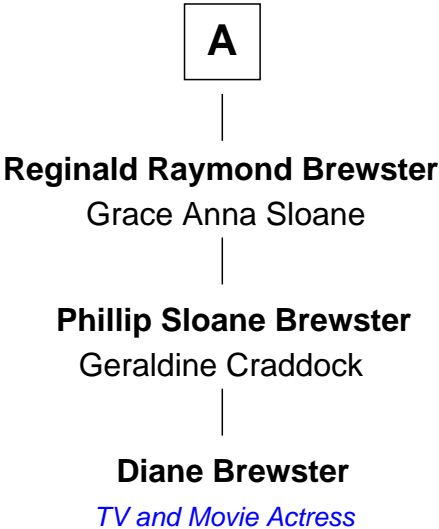 A
Reginald Raymond Brewster
Grace Anna Sloane
Phillip Sloane Brewster
Geraldine Craddock
Diane Brewster
TV and Movie Actress